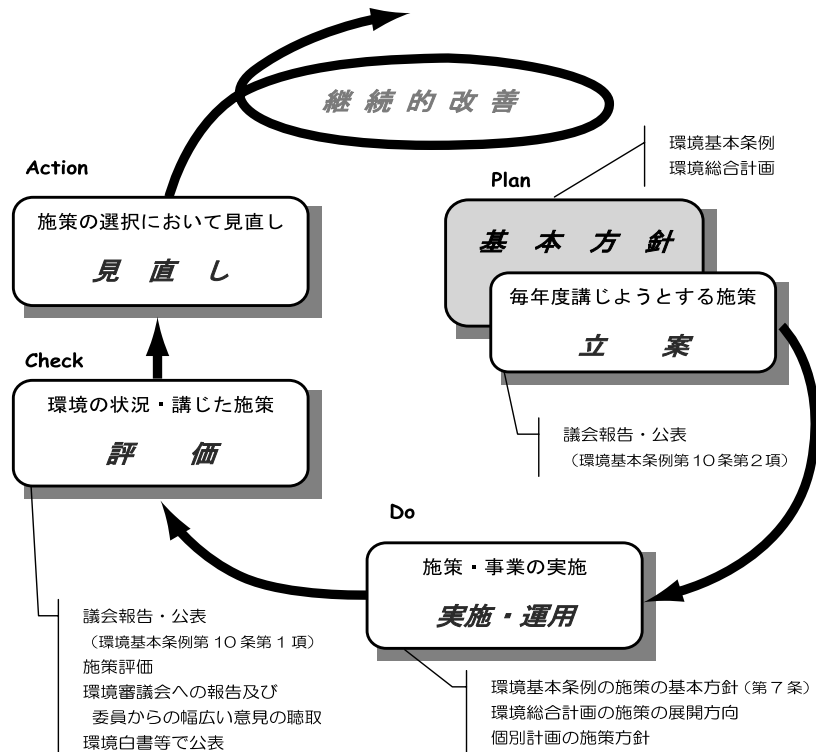 継続的改善
Plan
環境基本条例
環境総合計画
基本方針
毎年度講じようとする施策
立案
議会報告・公表
（環境基本条例第10条第2項）
Do
施策・事業の実施
実施・運用
環境基本条例の施策の基本方針（第7条）
環境総合計画の施策の展開方向
個別計画の施策方針
Check
環境の状況・講じた施策
評価
議会報告・公表
（環境基本条例第10条第1項）
施策評価
環境審議会への報告及び
委員からの幅広い意見の聴取
環境白書等で公表
Action
施策の選択において見直し
見直し